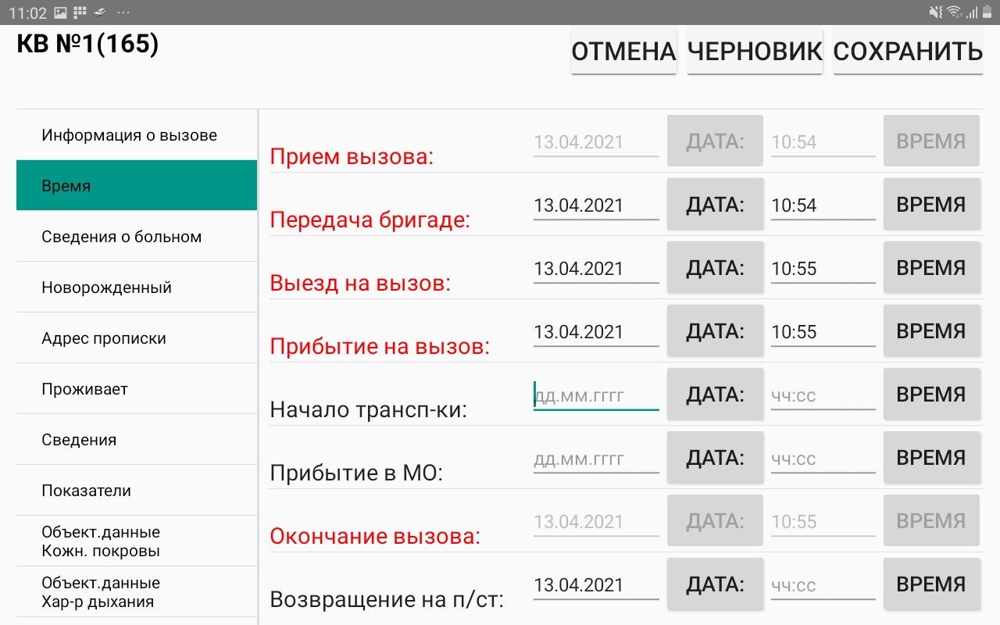 11:02
КВ №1(165)
ОТМЕНА ЧЕРНОВИК СОХРАНИТЬ
Информация о вызове
Время
Сведения о больном
Новорожденный
Адрес прописки
Проживает
Сведения
Показатели
Объект.данные
Кожн. покровы
Объект.данные
Хар-р дыхания
Прием вызова: 13.04.2021 ДАТА: 10:54 ВРЕМЯ
Передача бригаде: 13.04.2021 ДАТА: 10:54 ВРЕМЯ
Выезд на вызов: 13.04.2021 ДАТА: 10:55 ВРЕМЯ
Прибытие на вызов: 13.04.2021 ДАТА: 10:55 ВРЕМЯ
Начало трансп-ки: дд.мм.гггг ДАТА: чч:сс ВРЕМЯ
Прибытие в МО: дд.мм.гггг ДАТА: чч:сс ВРЕМЯ
Окончание вызова: 13.04.2021 ДАТА: 10:55 ВРЕМЯ
Возвращение на п/ст: 13.04.2021 ДАТА: чч:сс ВРЕМЯ